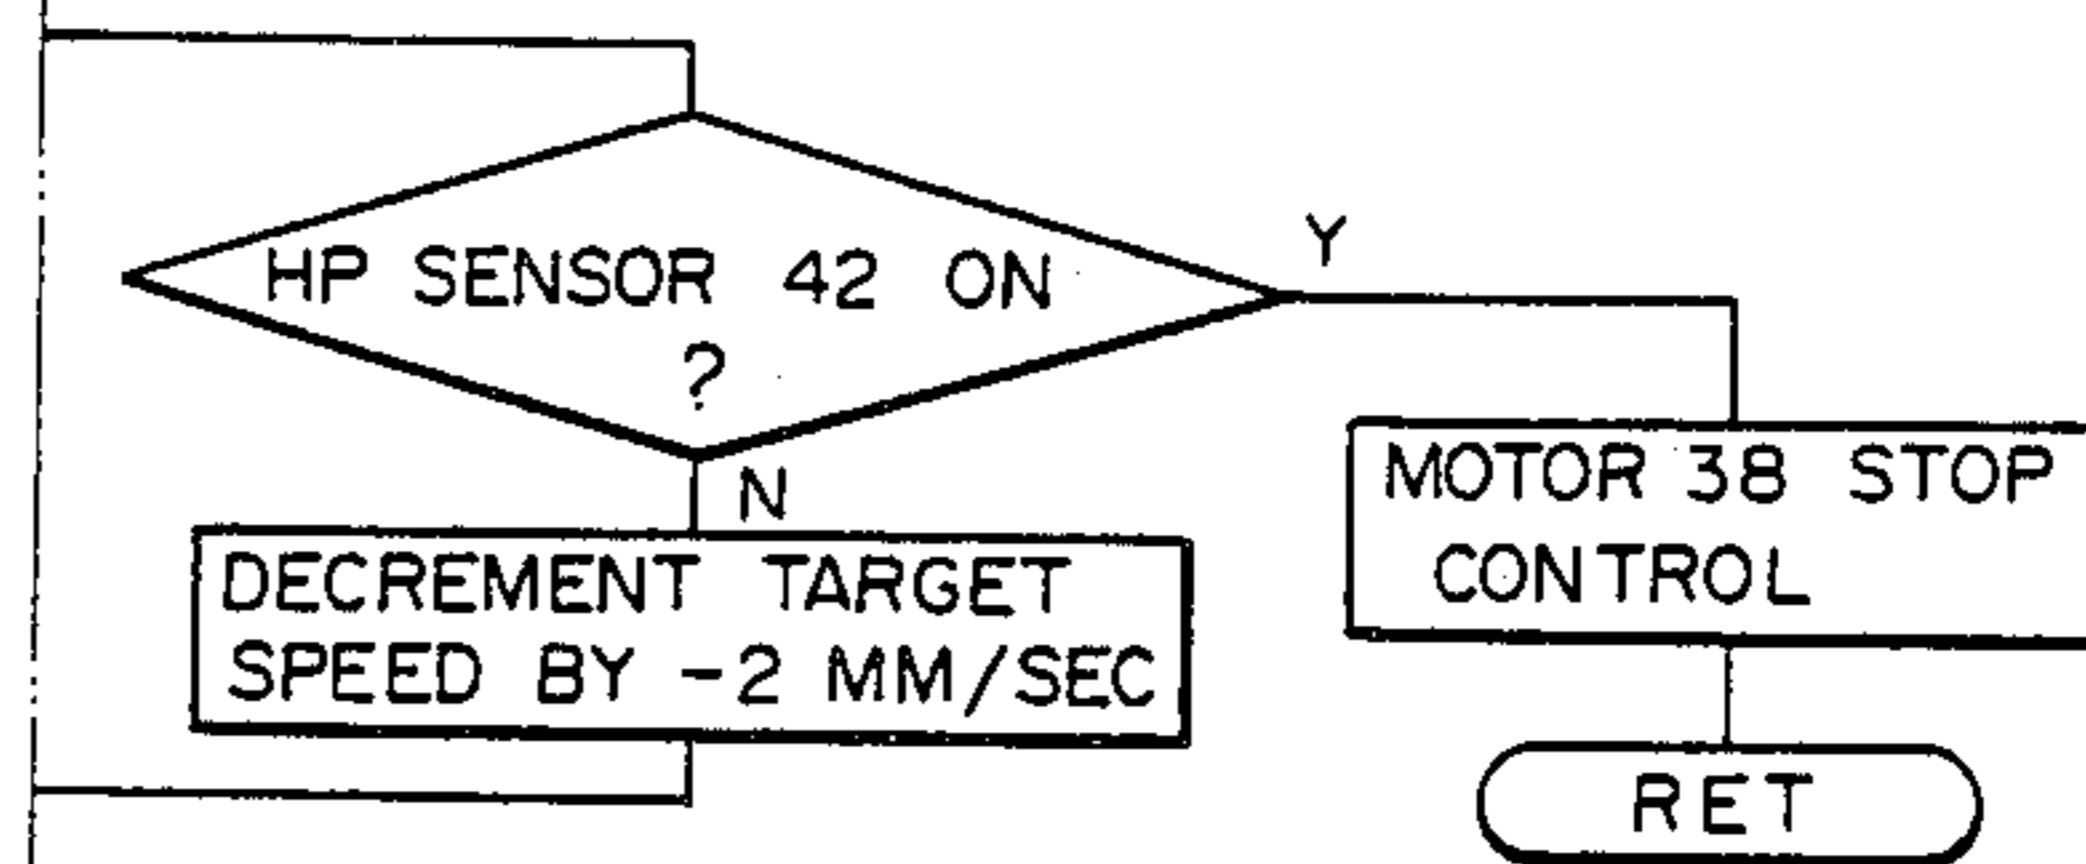 HP SENSOR 42 ON
?
Y
N
MOTOR 38 STOP
CONTROL
DECREMENT TARGET
SPEED BY -2 MM/SEC
RET